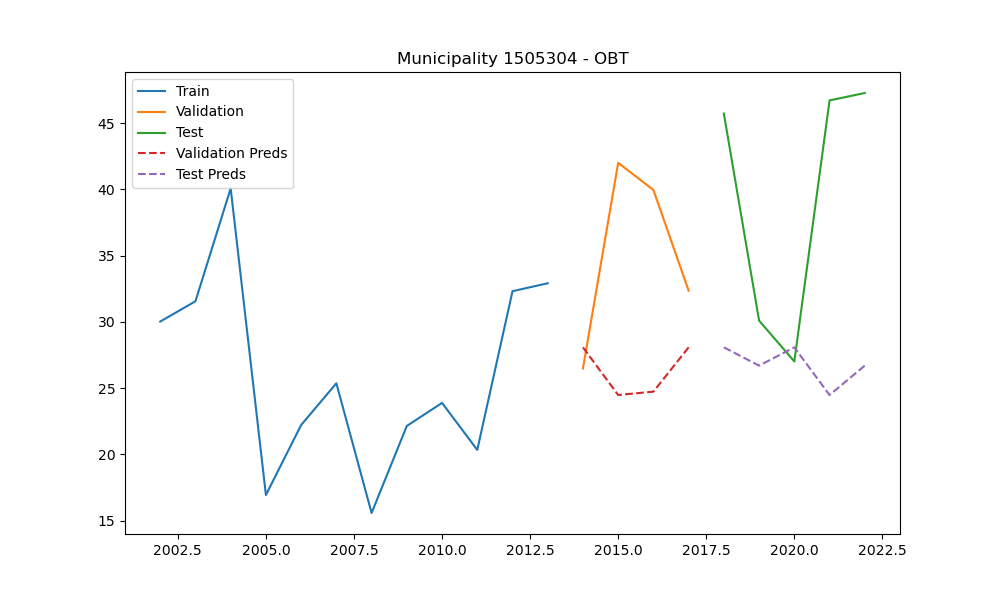 Municipality 1505304 - OBT
Train
Validation
Test
Validation Preds
Test Preds
45
40
35
30
25
20
15
2002.5 2005.0 2007.5 2010.0 2012.5 2015.0 2017.5 2020.0 2022.5